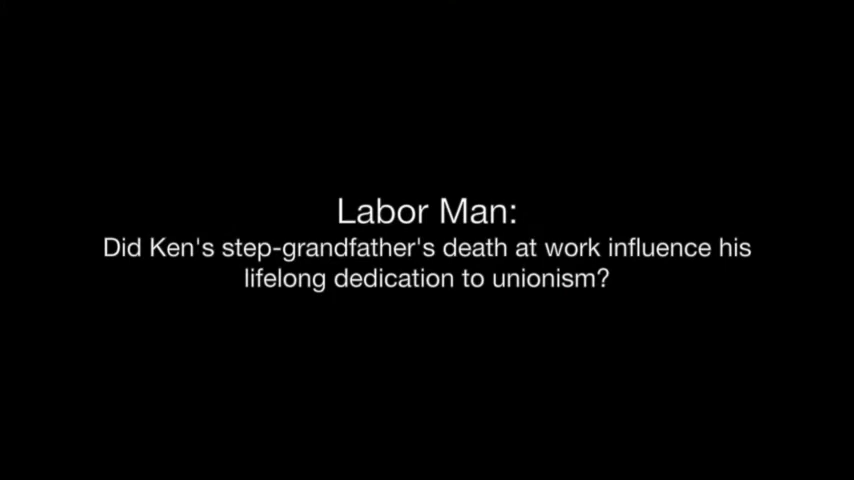 Labor Man:
Did Ken's step-grandfather's death at work influence his
lifelong dedication to unionism?